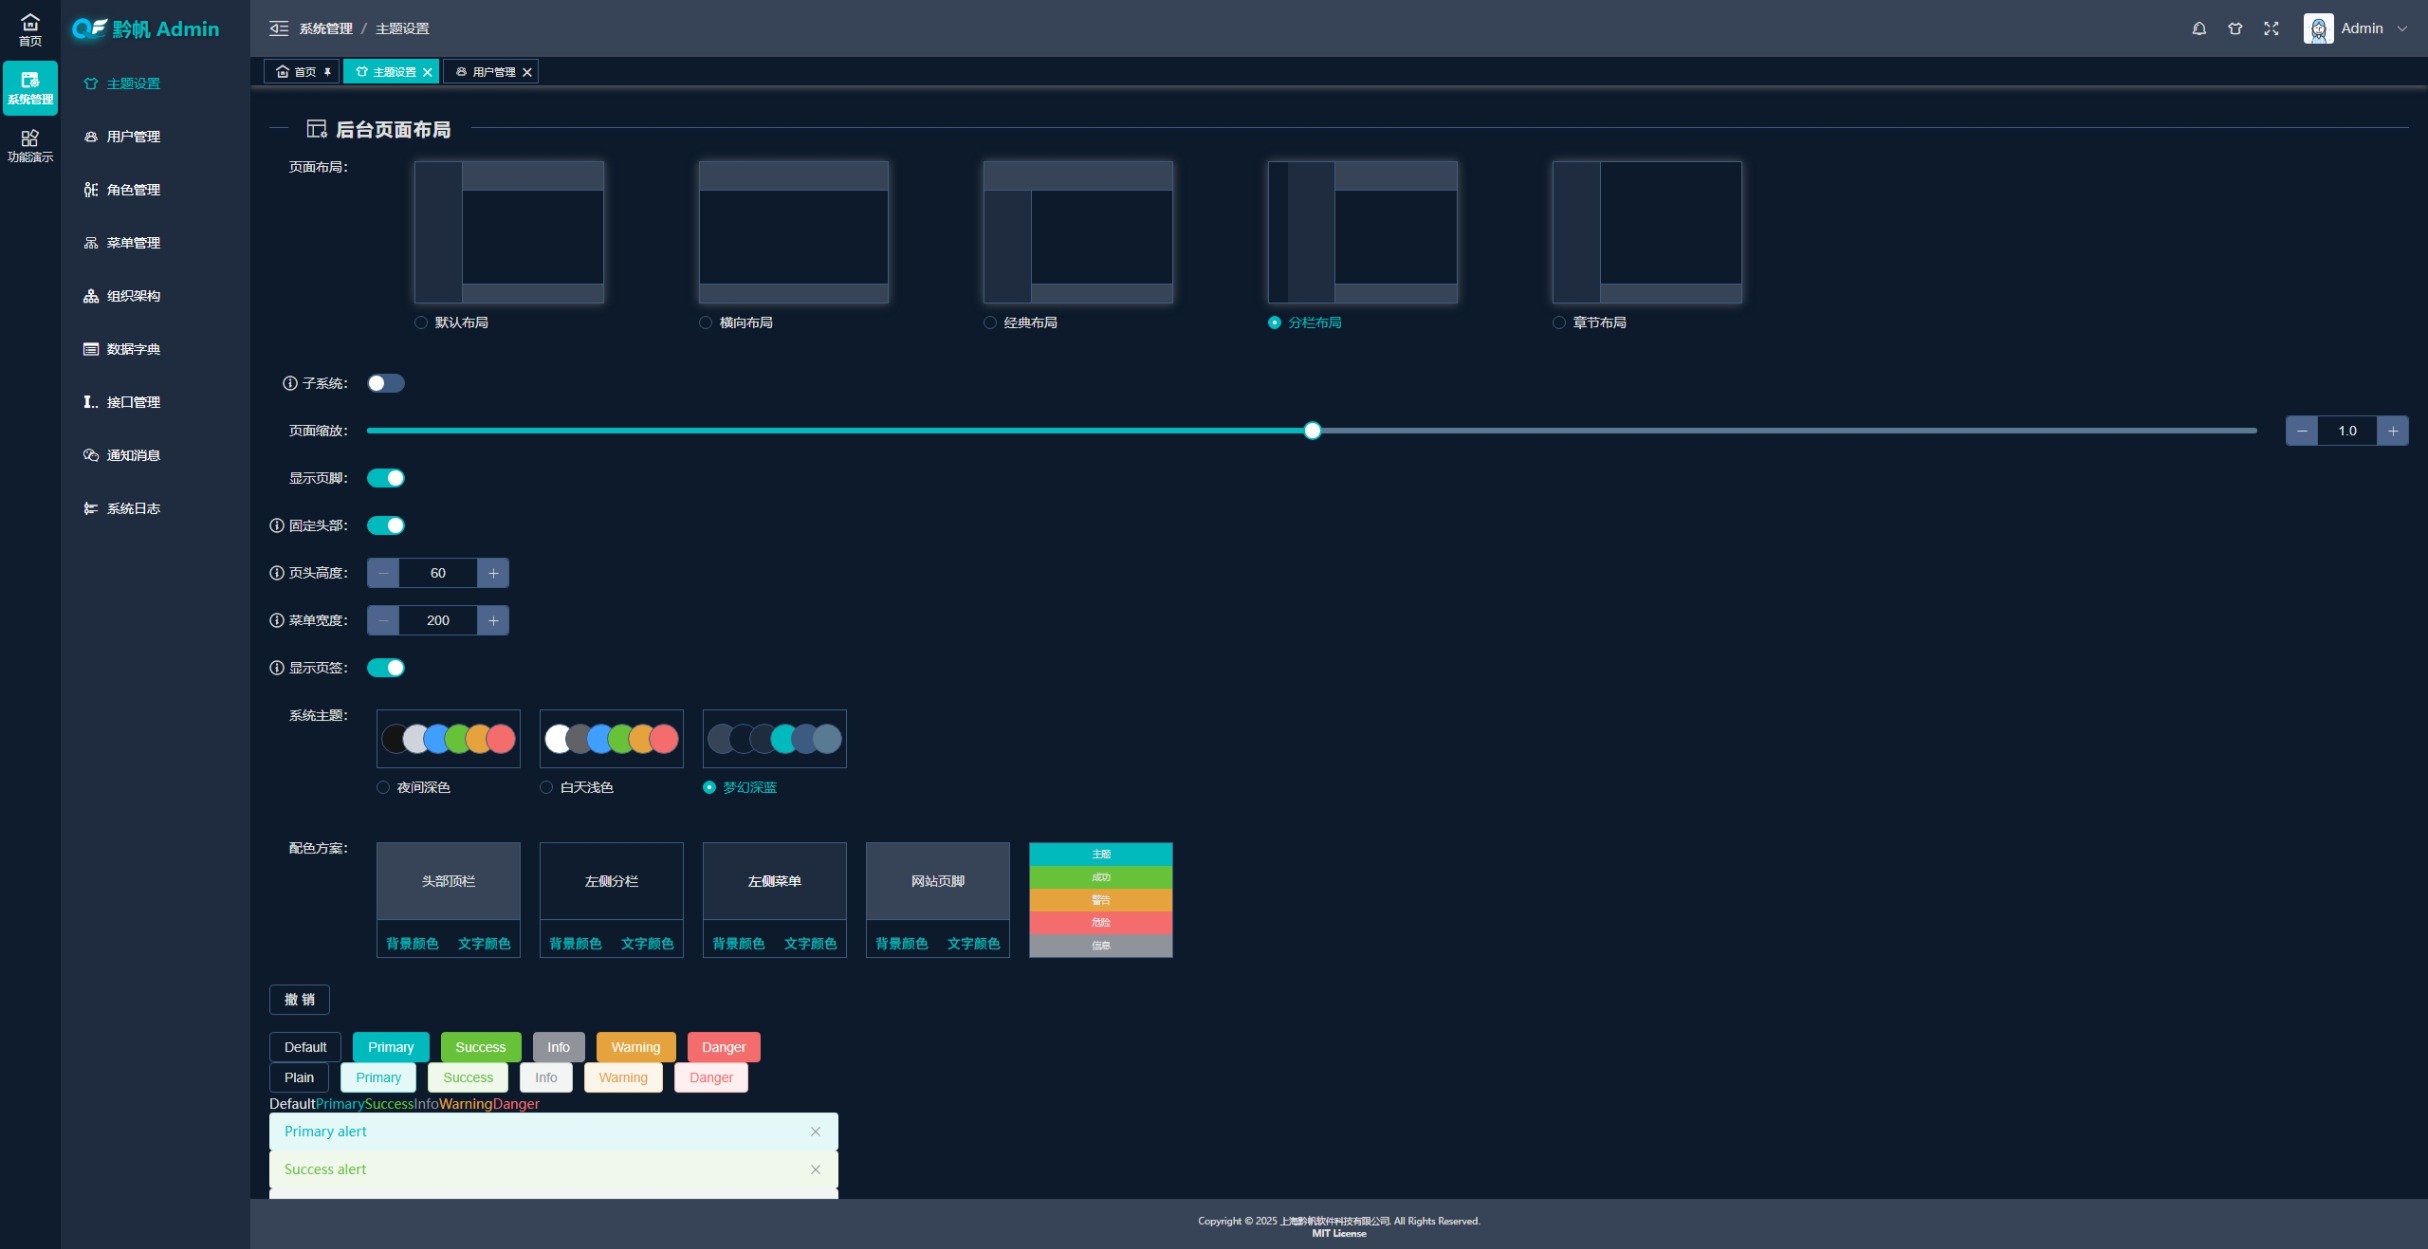 首页
系统管理
功能演示
黔帆 Admin
主题设置
用户管理
角色管理
菜单管理
组织架构
数据字典
接口管理
通知消息
系统日志
系统管理 / 主题设置
Admin
首页
主题设置
用户管理
后台页面布局
页面布局:
默认布局
横向布局
经典布局
分栏布局
章节布局
子系统:
页面缩放:
1.0
显示页脚:
固定头部:
页头高度:
60
菜单宽度:
200
显示页签:
系统主题:
夜间深色
白天浅色
梦幻深蓝
配色方案:
头部顶栏
背景颜色 文字颜色
左侧分栏
背景颜色 文字颜色
左侧菜单
背景颜色 文字颜色
网站页脚
背景颜色 文字颜色
主题
成功
警告
危险
信息
撤 销
Default Primary Success Info Warning Danger
Plain Primary Success Info Warning Danger
DefaultPrimarySuccessInfoWarningDanger
Primary alert
Success alert
Copyright © 2025 上海黔帆软件科技有限公司. All Rights Reserved.
MIT License